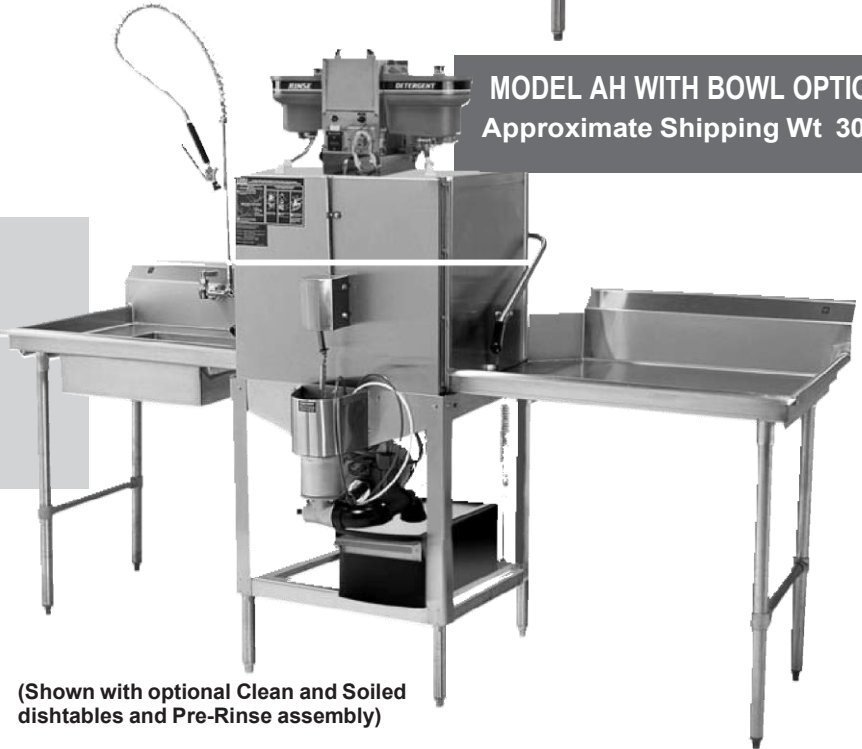 MODEL AH WITH BOWL OPTIO
Approximate Shipping Wt 30
RINSE
DETERGENT
(Shown with optional Clean and Soiled
dishtables and Pre-Rinse assembly)